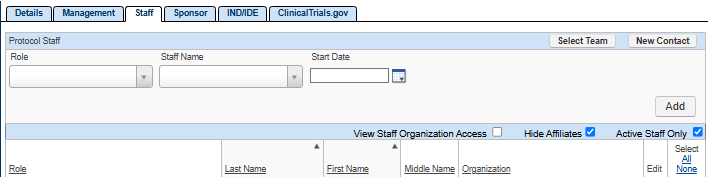 Details Management Staff Sponsor IND/IDE ClinicalTrials.gov
Protocol Staff Select Team New Contact
Role Staff Name Start Date
Add
View Staff Organization Access Hide Affiliates Active Staff Only
Role Last Name First Name Middle Name Organization Edit Select
All
None